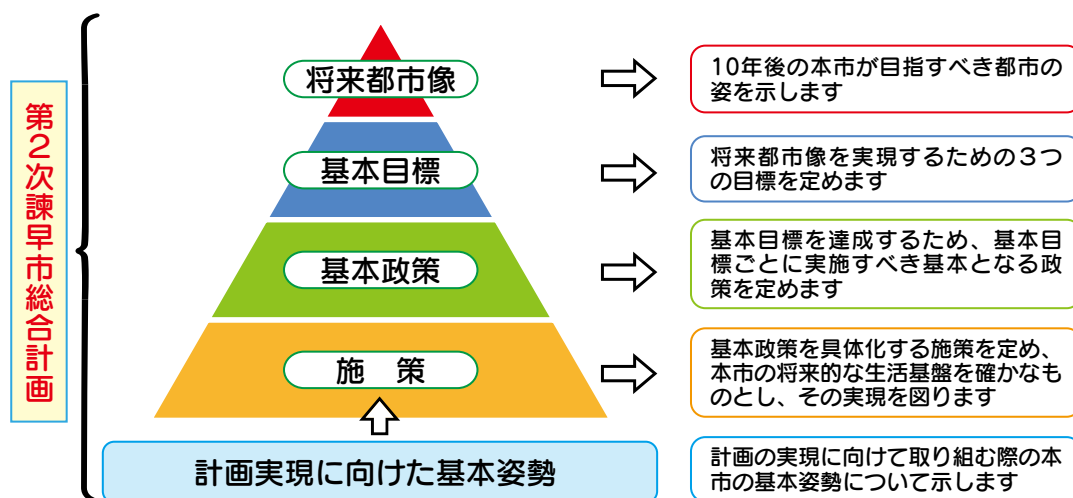 第２次諫早市総合計画
将来都市像
10年後の本市が目指すべき都市の
姿を示します
基本目標
将来都市像を実現するための３つ
の目標を定めます
基本政策
基本目標を達成するため、基本目
標ごとに実施すべき基本となる政
策を定めます
施　策
基本政策を具体化する施策を定め、
本市の将来的な生活基盤を確かなも
のとし、その実現を図ります
計画実現に向けた基本姿勢
計画の実現に向けて取り組む際の本
市の基本姿勢について示します